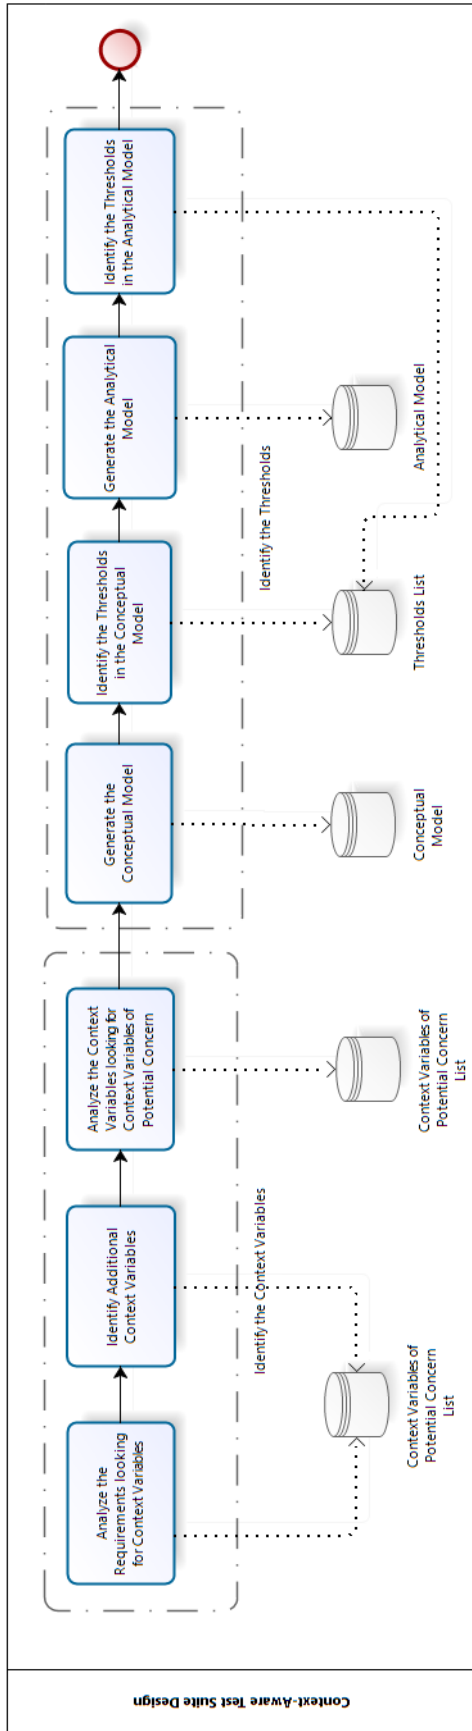 Context-Aware Test Suite Design
Analyze the
Requirements looking
for Context Variables
Identify Additional
Context Variables
Analyze the Context
Variables looking for
Context Variables of
Potential Concern
Identify the Context Variables
Context Variables of
Potential Concern
List
Context Variables of
Potential Concern
List
Generate the
Conceptual Model
Identify the Thresholds
in the Conceptual
Model
Generate the Analytical
Model
Identify the Thresholds
in the Analytical Model
Identify the Thresholds
Conceptual
Model
Thresholds List
Analytical Model